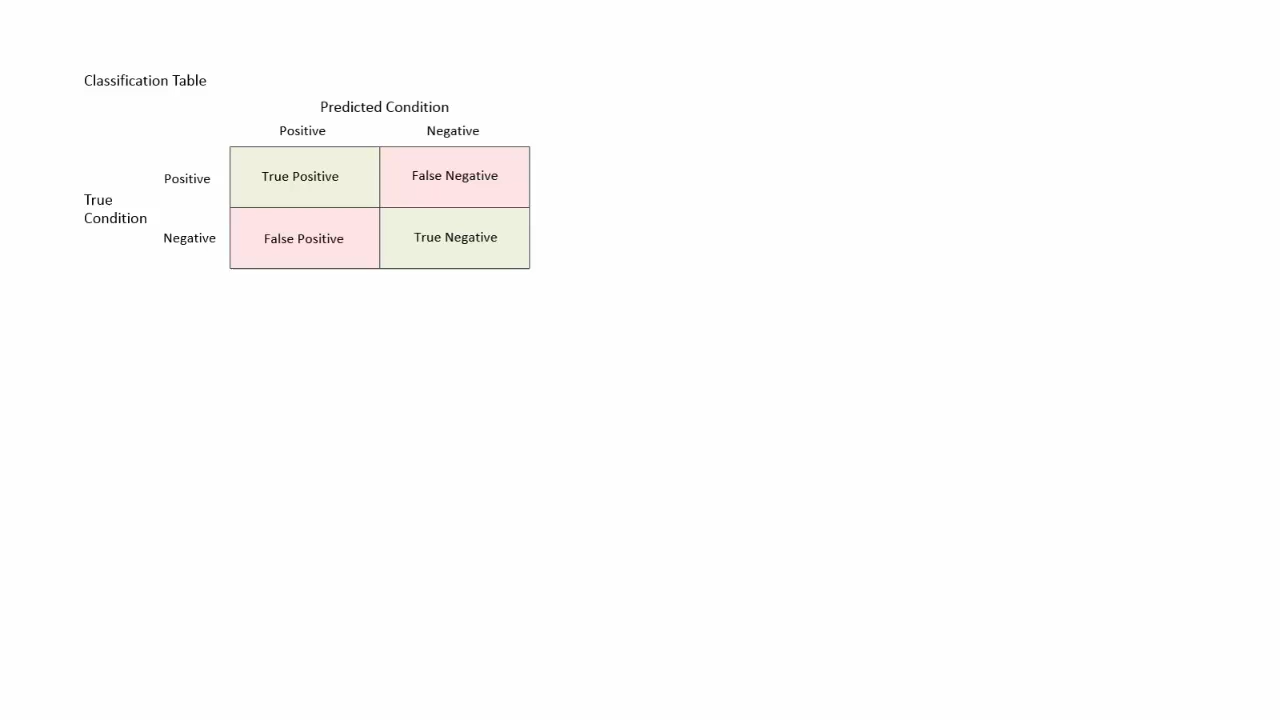 Classification Table
Predicted Condition
Positive Negative
Positive True Positive False Negative
True
Condition
Negative False Positive True Negative